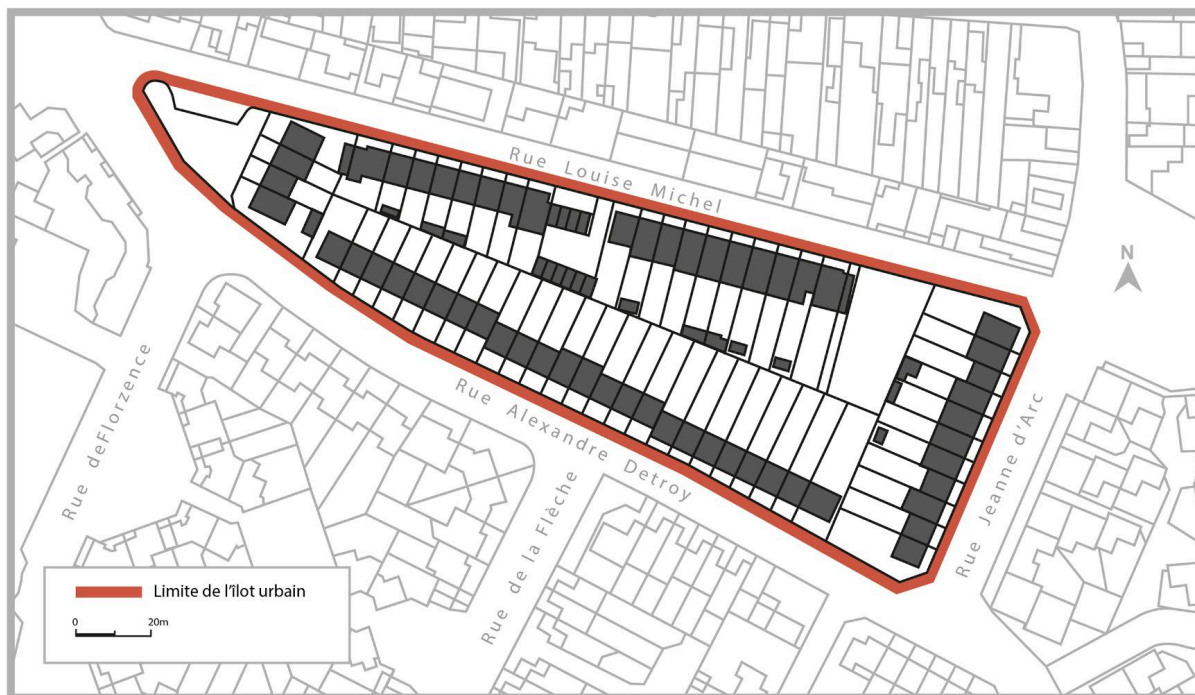 Rue Louise Michel
N
Rue deFlorzence
Rue Alexandre Detroy
Rue de la Flèche
Rue Jeanne d'Arc
Limite de l'îlot urbain
0 20m